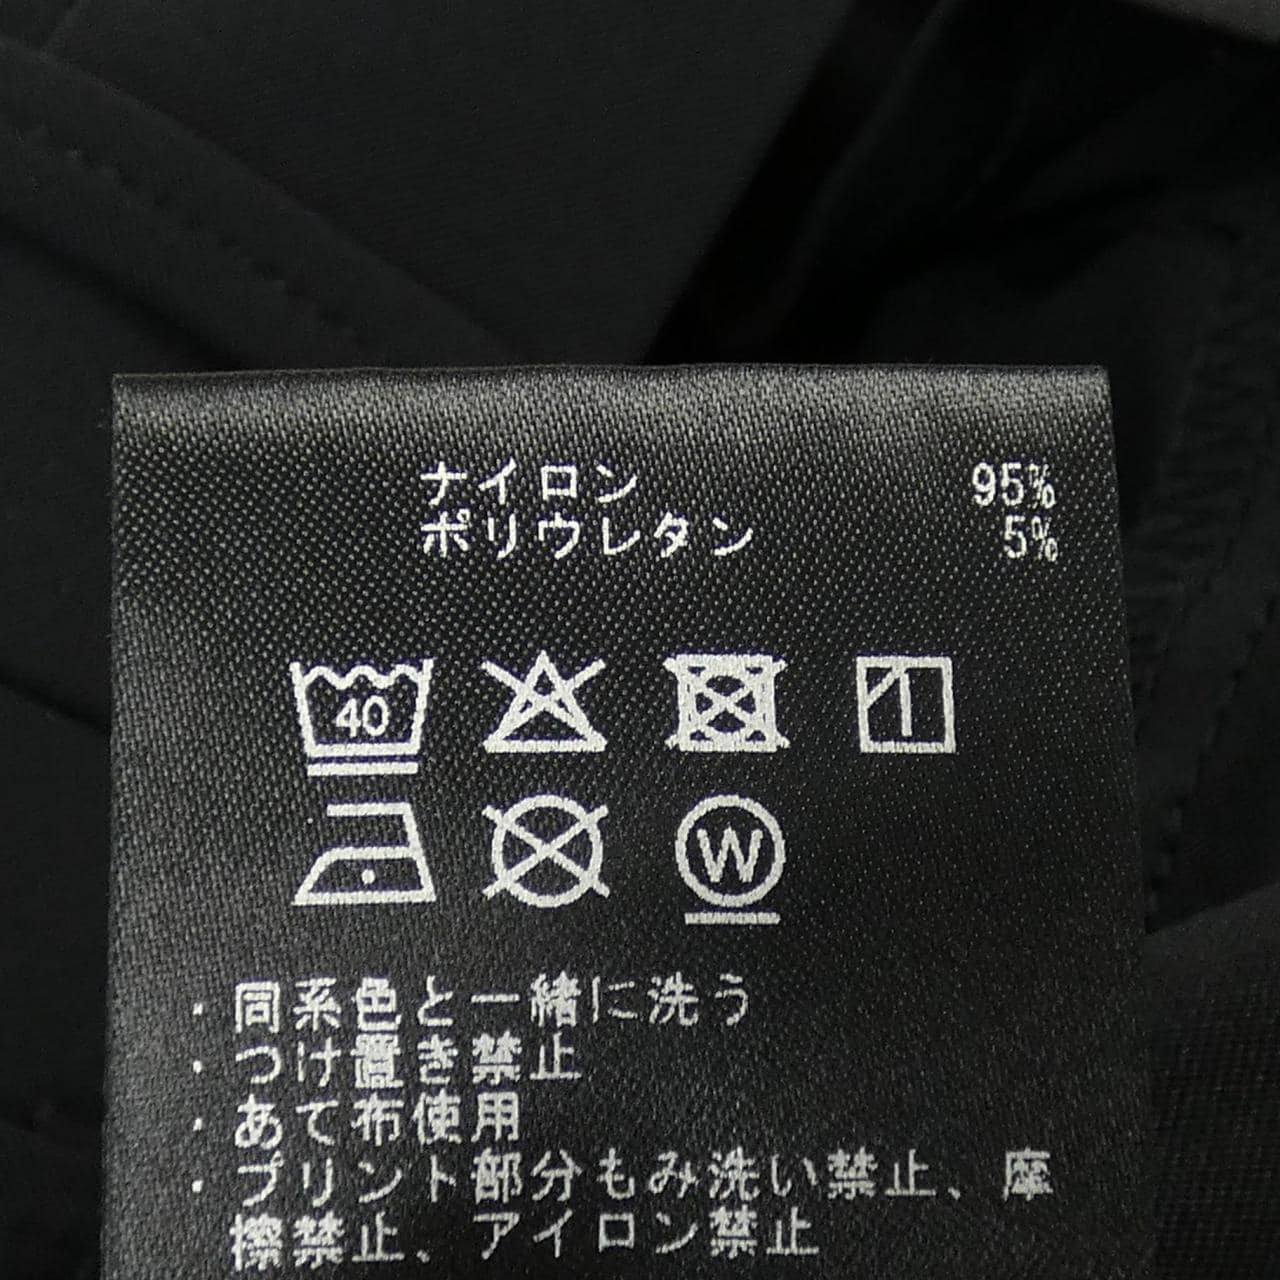 ナイロン 95%
ポリウレタン 5%
40
W
・同系色と一緒に洗う
・つけ置き禁止
・あて布使用
・プリント部分もみ洗い禁止、摩
擦禁止、アイロン禁止